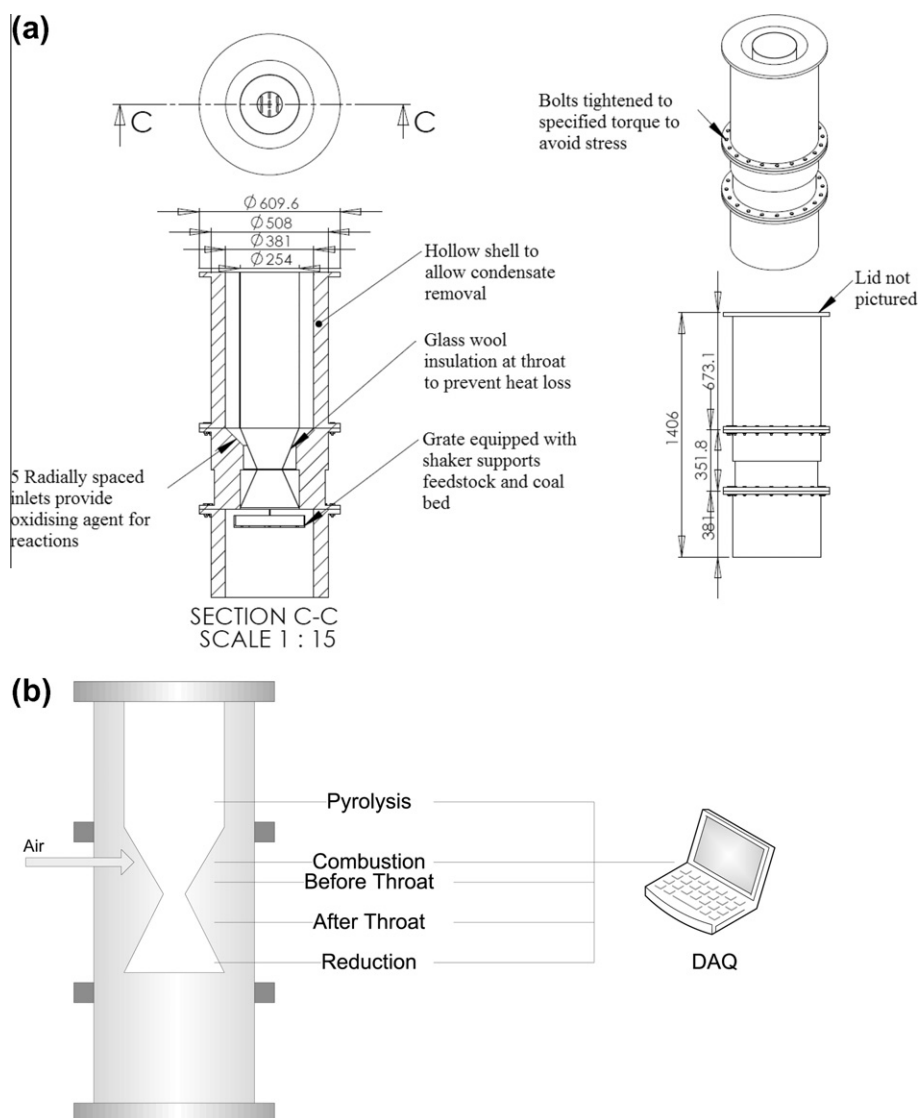 (a)
C
C
Bolts tightened to
specified torque to
avoid stress
Ø 609.6
Ø 508
Ø 381
Ø 254
Hollow shell to
allow condensate
removal
Glass wool
insulation at throat
to prevent heat loss
Grate equipped with
shaker supports
feedstock and coal
bed
5 Radially spaced
inlets provide
oxidising agent for
reactions
SECTION C-C
SCALE 1 : 15
Lid not
pictured
1406
673.1
351.8
381
(b)
Air
Pyrolysis
Combustion
Before Throat
After Throat
Reduction
DAQ